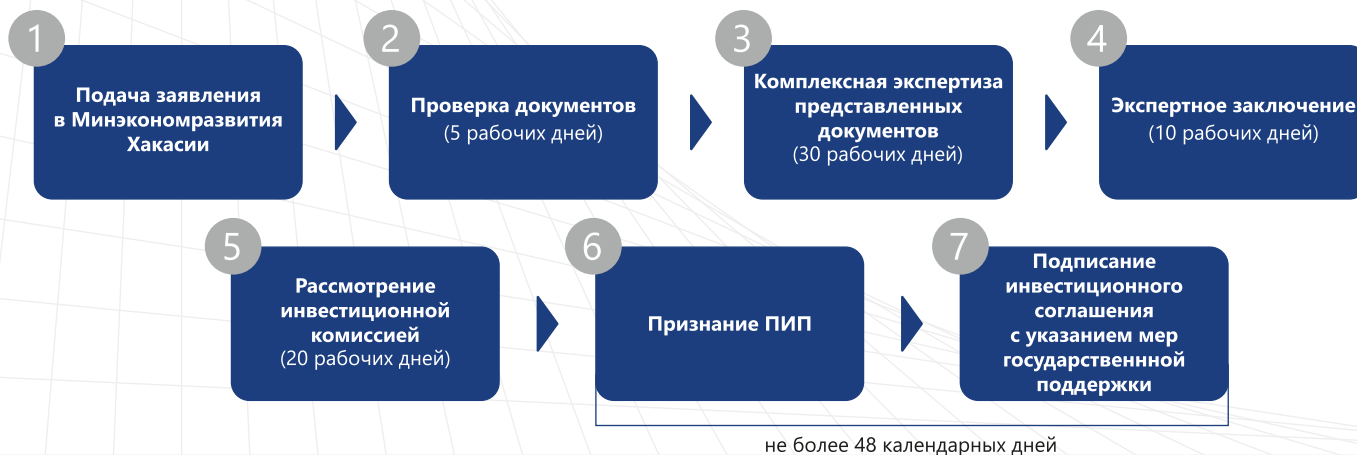 1
Подача заявления
в Минэкономразвития
Хакасии
2
Проверка документов
(5 рабочих дней)
3
Комплексная экспертиза
представленных
документов
(30 рабочих дней)
4
Экспертное заключение
(10 рабочих дней)
5
Рассмотрение
инвестиционной
комиссией
(20 рабочих дней)
6
Признание ПИП
7
Подписание
инвестиционного
соглашения
с указанием мер
государственнной
поддержки
не более 48 календарных дней